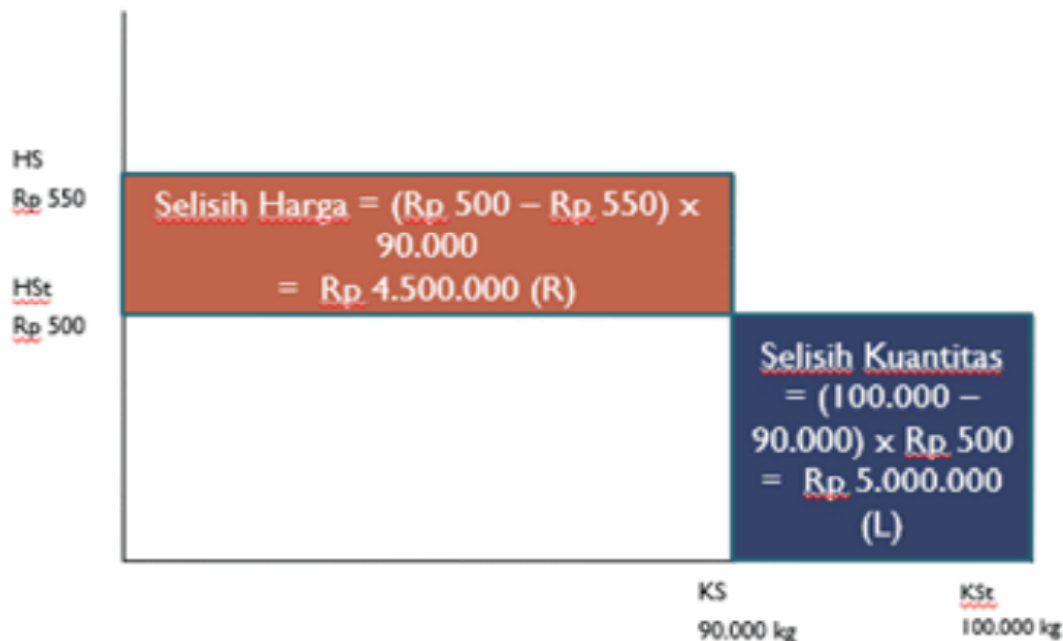 HS
Rp 550
HSt
Rp 500
Selisih Harga = (Rp 500 – Rp 550) x
90.000
= Rp 4.500.000 (R)
Selisih Kuantitas
= (100.000 –
90.000) x Rp 500
= Rp 5.000.000
(L)
KS
90.000 kg
KSt
100.000 kg